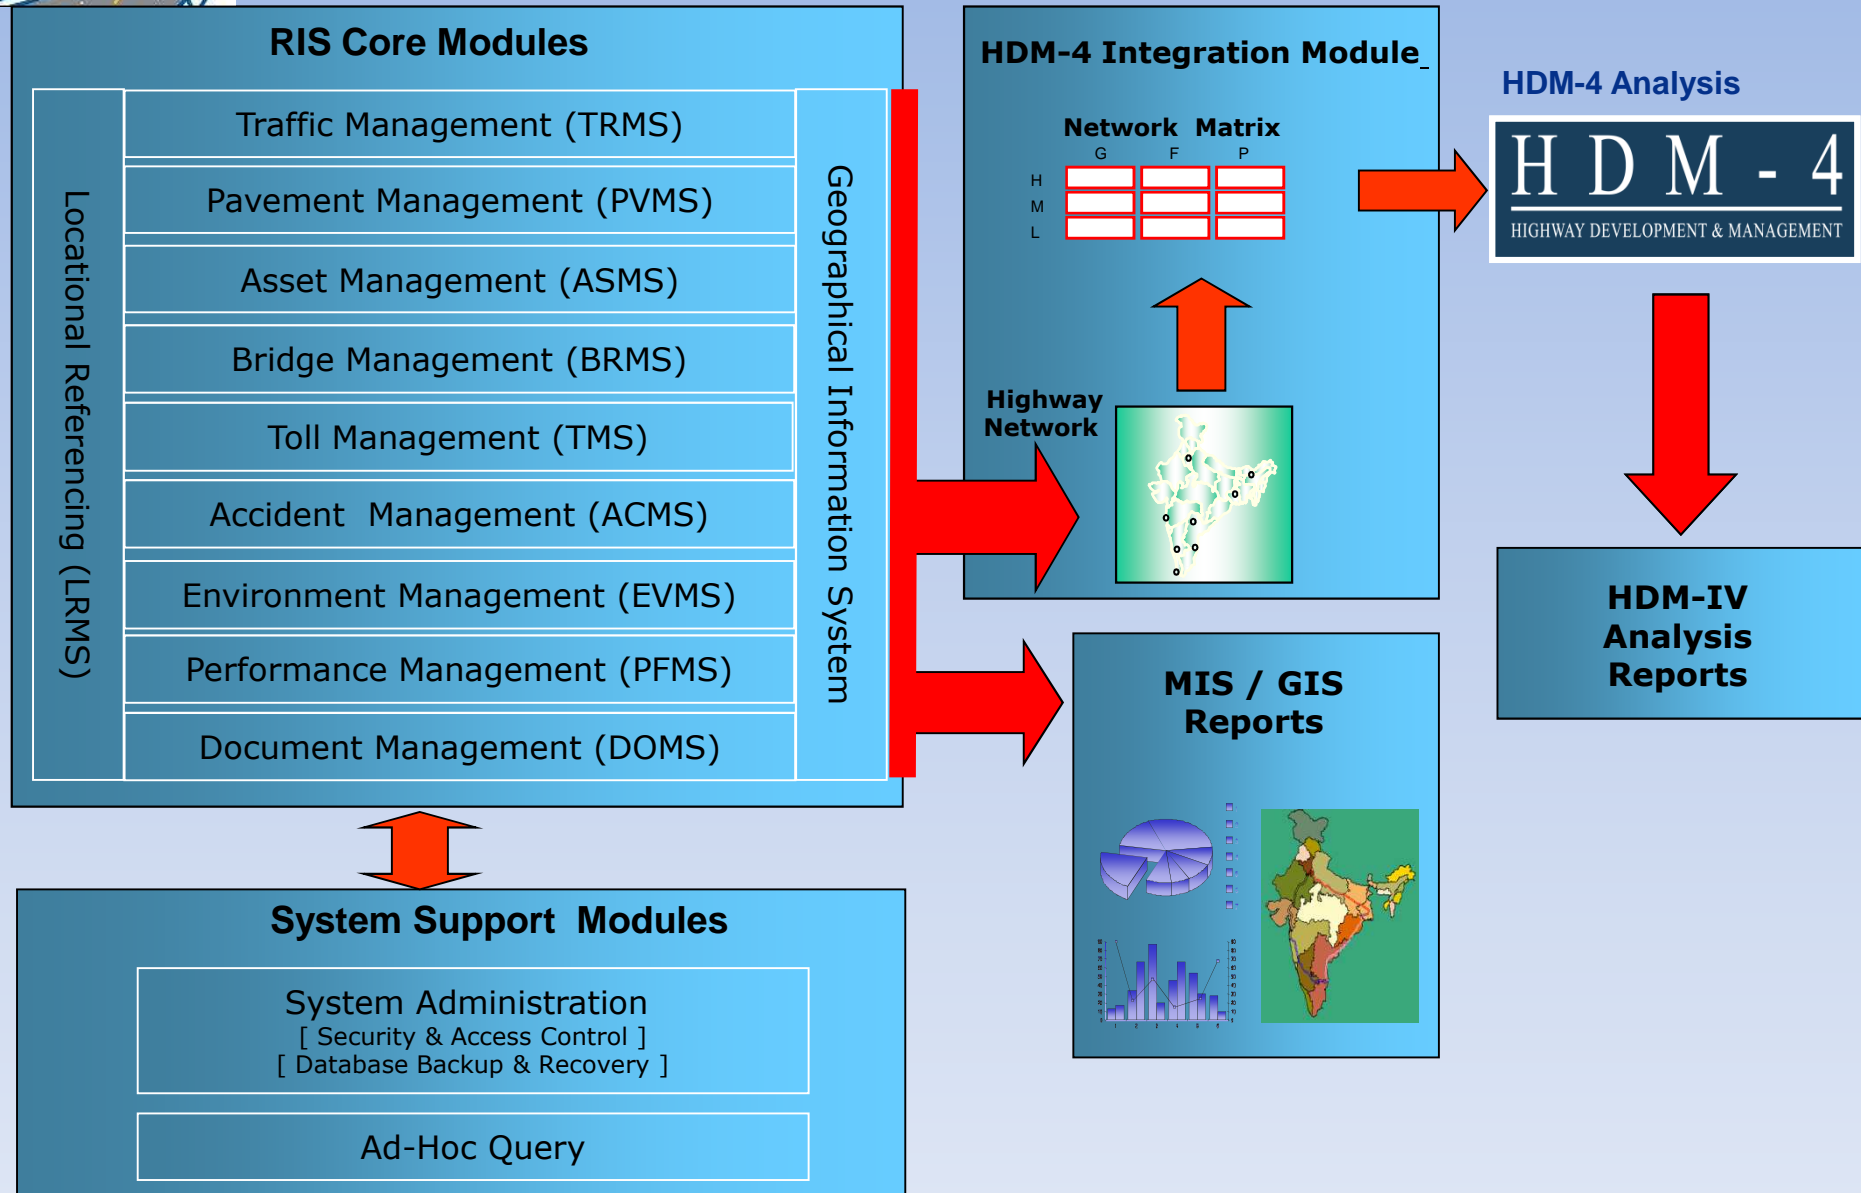 RIS Core Modules
Locational Referencing (LRMS)
Traffic Management (TRMS)
Pavement Management (PVMS)
Asset Management (ASMS)
Bridge Management (BRMS)
Toll Management (TMS)
Accident  Management (ACMS)
Environment Management (EVMS)
Performance Management (PFMS)
Document Management (DOMS)
Geographical Information System
HDM-4 Integration Module_
Network  Matrix
G F P
H
M
L
Highway
Network
HDM-4 Analysis
H D M - 4
HIGHWAY DEVELOPMENT & MANAGEMENT
HDM-IV
Analysis
Reports
MIS / GIS
Reports
System Support  Modules
System Administration
[ Security & Access Control ]
[ Database Backup & Recovery ]
Ad-Hoc Query